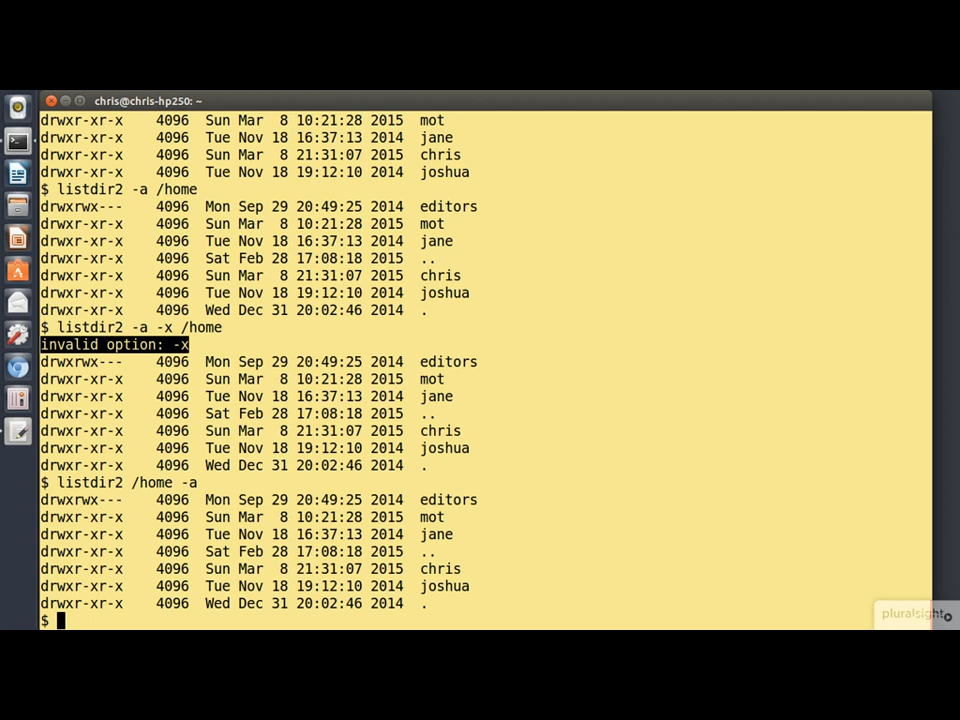 chris@chris-hp250: ~
drwxr-xr-x    4096  Sun Mar  8 10:21:28 2015  mot
drwxr-xr-x    4096  Tue Nov 18 16:37:13 2014  jane
drwxr-xr-x    4096  Sun Mar  8 21:31:07 2015  chris
drwxr-xr-x    4096  Tue Nov 18 19:12:10 2014  joshua
$ listdir2 -a /home
drwxrwx---    4096  Mon Sep 29 20:49:25 2014  editors
drwxr-xr-x    4096  Sun Mar  8 10:21:28 2015  mot
drwxr-xr-x    4096  Tue Nov 18 16:37:13 2014  jane
drwxr-xr-x    4096  Sat Feb 28 17:08:18 2015  ..
drwxr-xr-x    4096  Sun Mar  8 21:31:07 2015  chris
drwxr-xr-x    4096  Tue Nov 18 19:12:10 2014  joshua
drwxr-xr-x    4096  Wed Dec 31 20:02:46 2014  .
$ listdir2 -a -x /home
invalid option: -x
drwxrwx---    4096  Mon Sep 29 20:49:25 2014  editors
drwxr-xr-x    4096  Sun Mar  8 10:21:28 2015  mot
drwxr-xr-x    4096  Tue Nov 18 16:37:13 2014  jane
drwxr-xr-x    4096  Sat Feb 28 17:08:18 2015  ..
drwxr-xr-x    4096  Sun Mar  8 21:31:07 2015  chris
drwxr-xr-x    4096  Tue Nov 18 19:12:10 2014  joshua
drwxr-xr-x    4096  Wed Dec 31 20:02:46 2014  .
$ listdir2 /home -a
drwxrwx---    4096  Mon Sep 29 20:49:25 2014  editors
drwxr-xr-x    4096  Sun Mar  8 10:21:28 2015  mot
drwxr-xr-x    4096  Tue Nov 18 16:37:13 2014  jane
drwxr-xr-x    4096  Sat Feb 28 17:08:18 2015  ..
drwxr-xr-x    4096  Sun Mar  8 21:31:07 2015  chris
drwxr-xr-x    4096  Tue Nov 18 19:12:10 2014  joshua
drwxr-xr-x    4096  Wed Dec 31 20:02:46 2014  .
$
pluralsight